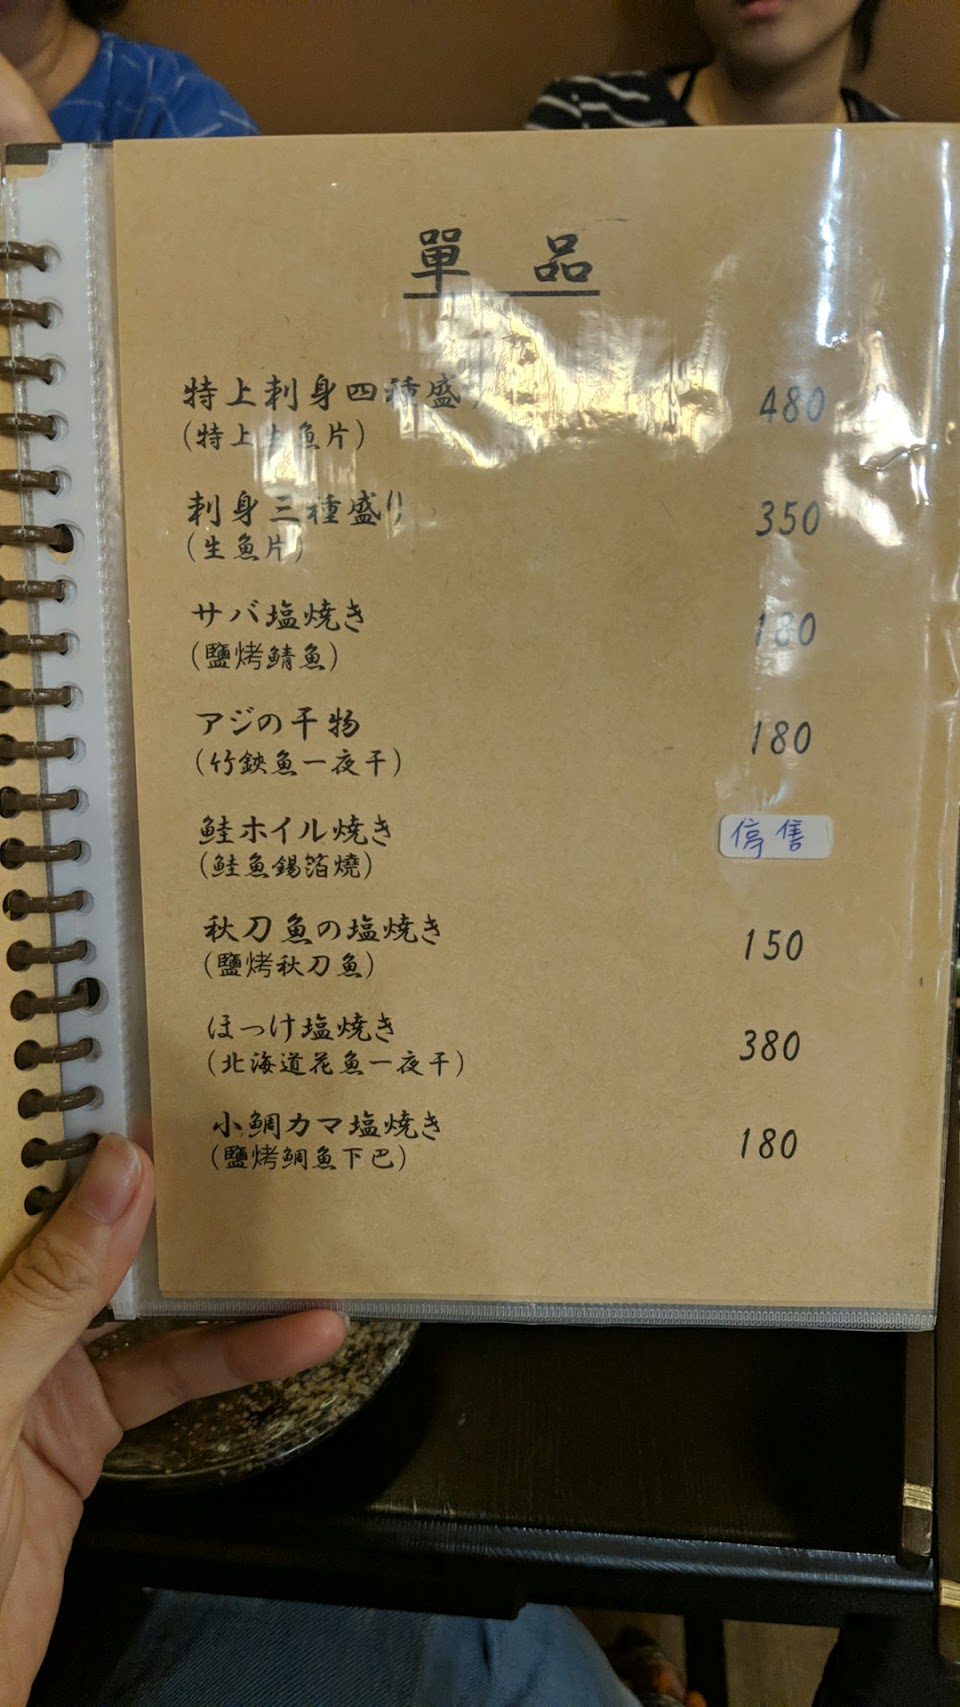 單品
特上刺身四種盛り 480
(特上生魚片)
刺身三種盛り 350
(生魚片)
サバ塩焼き 180
(鹽烤鯖魚)
アジの干物 180
(竹鋏魚一夜干)
鮭ホイル焼き 停售
(鮭魚錫箔燒)
秋刀魚の塩焼き 150
(鹽烤秋刀魚)
ほっけ塩焼き 380
(北海道花魚一夜干)
小鯛カマ塩焼き 180
(鹽烤鯛魚下巴)